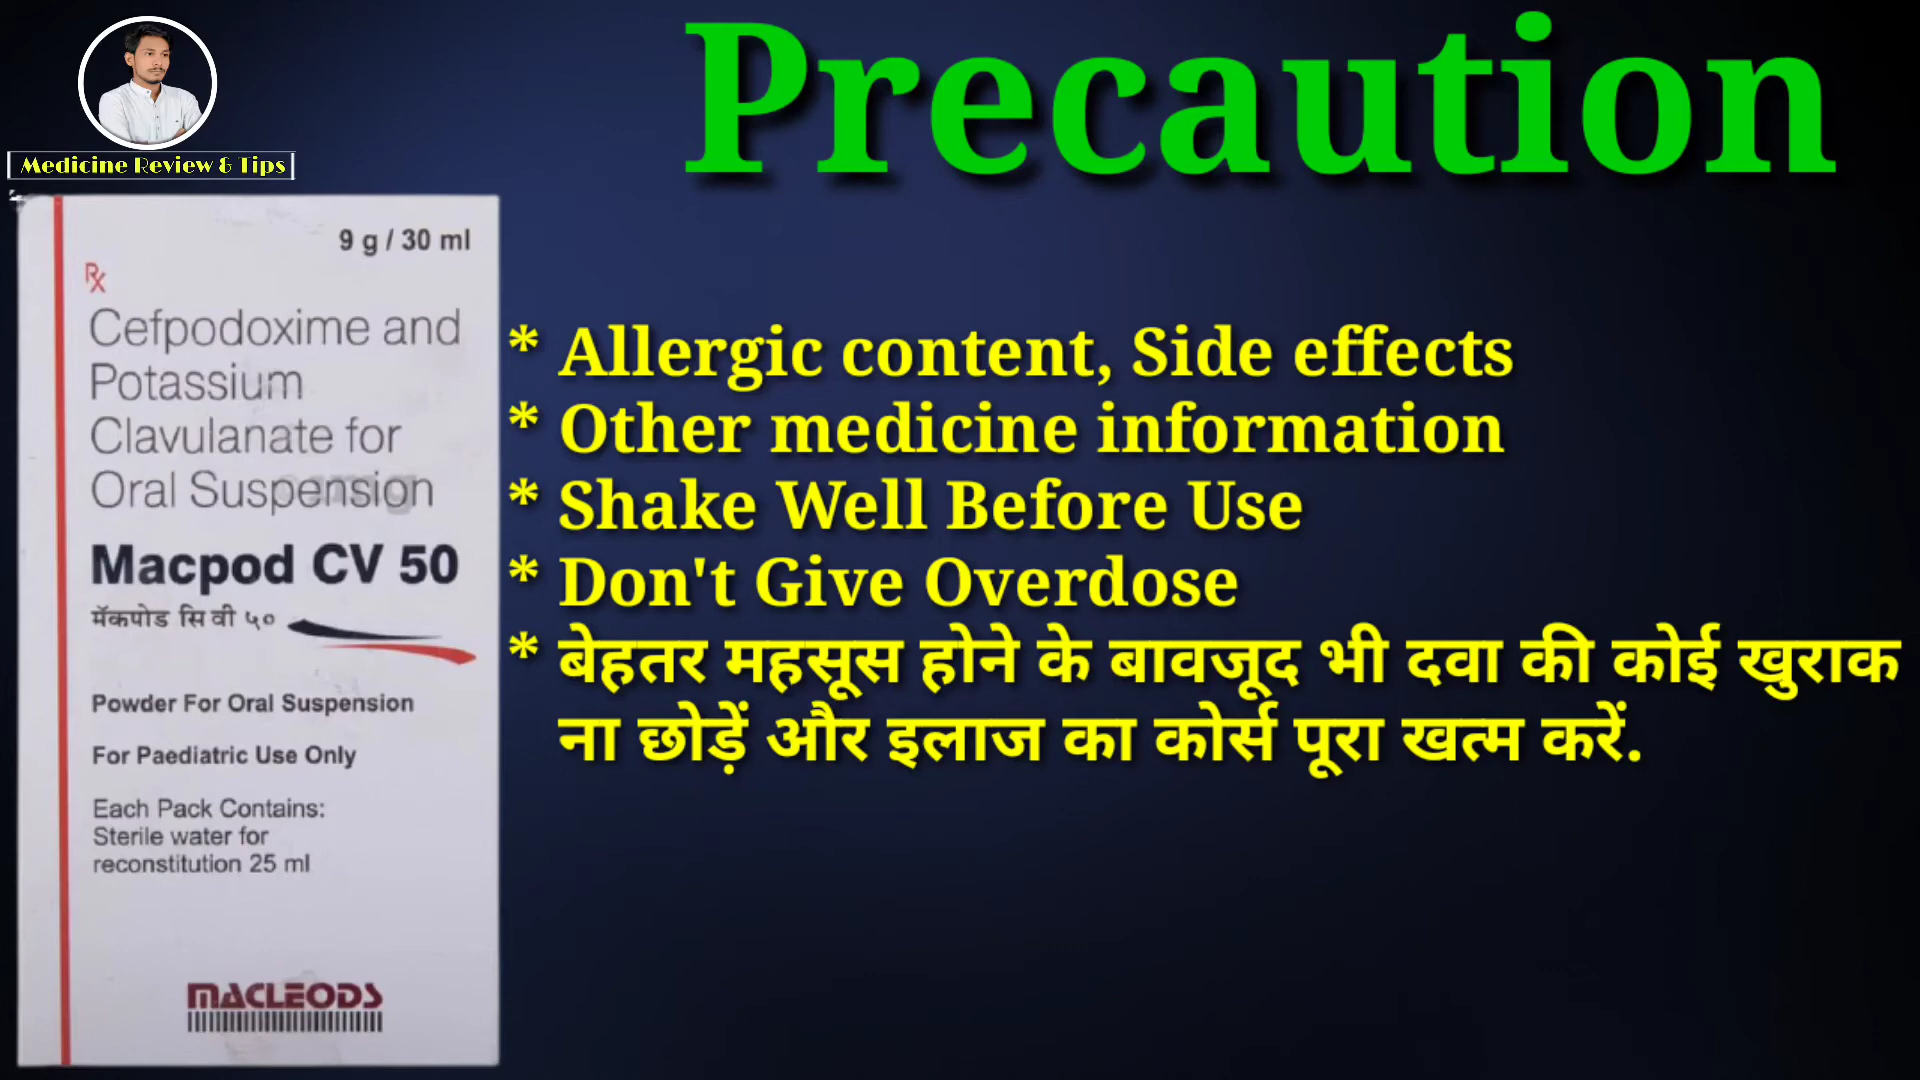 Precaution
Medicine Review & Tips
9 g / 30 ml
Rx
Cefpodoxime and
Potassium
Clavulanate for
Oral Suspension
Macpod CV 50
मॅकपोड सि वी ५०
Powder For Oral Suspension
For Paediatric Use Only
Each Pack Contains:
Sterile water for
reconstitution 25 ml
MACLEODS
* Allergic content, Side effects
* Other medicine information
* Shake Well Before Use
* Don't Give Overdose
* बेहतर महसूस होने के बावजूद भी दवा की कोई खुराक
ना छोड़ें और इलाज का कोर्स पूरा खत्म करें.